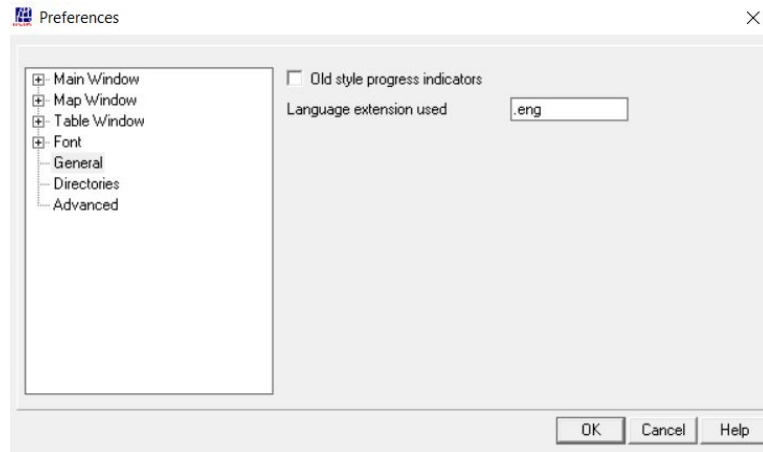 Preferences
Main Window
Map Window
Table Window
Font
General
Directories
Advanced
Old style progress indicators
Language extension used .eng
OK Cancel Help